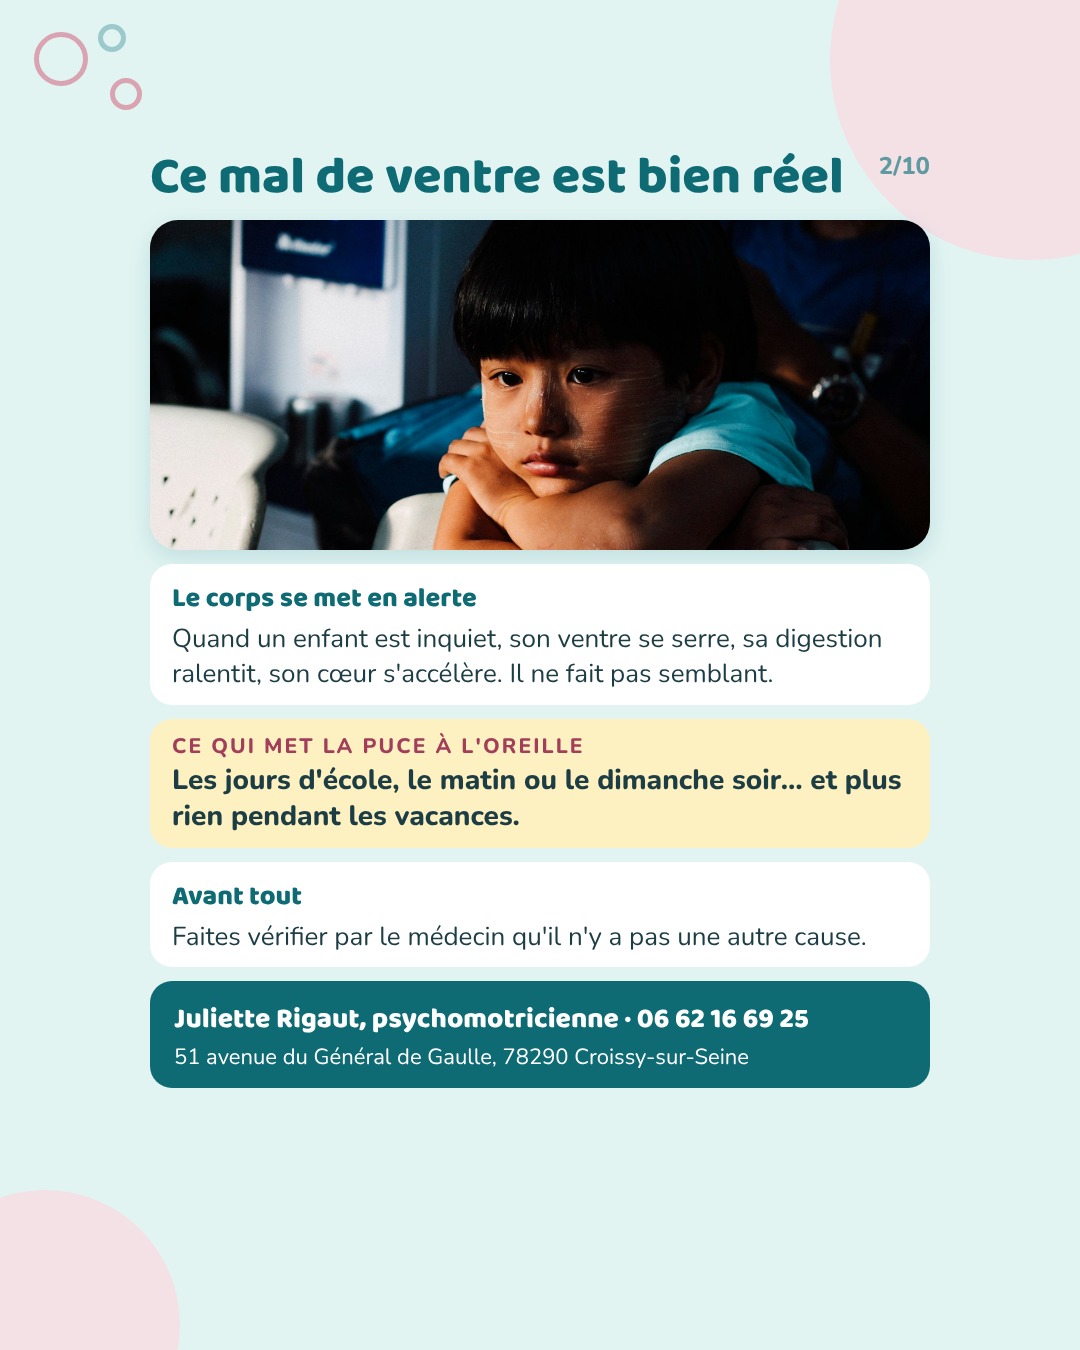 Ce mal de ventre est bien réel
2/10
Le corps se met en alerte
Quand un enfant est inquiet, son ventre se serre, sa digestion
ralentit, son cœur s'accélère. Il ne fait pas semblant.
CE QUI MET LA PUCE À L'OREILLE
Les jours d'école, le matin ou le dimanche soir... et plus
rien pendant les vacances.
Avant tout
Faites vérifier par le médecin qu'il n'y a pas une autre cause.
Juliette Rigaut, psychomotricienne · 06 62 16 69 25
51 avenue du Général de Gaulle, 78290 Croissy-sur-Seine